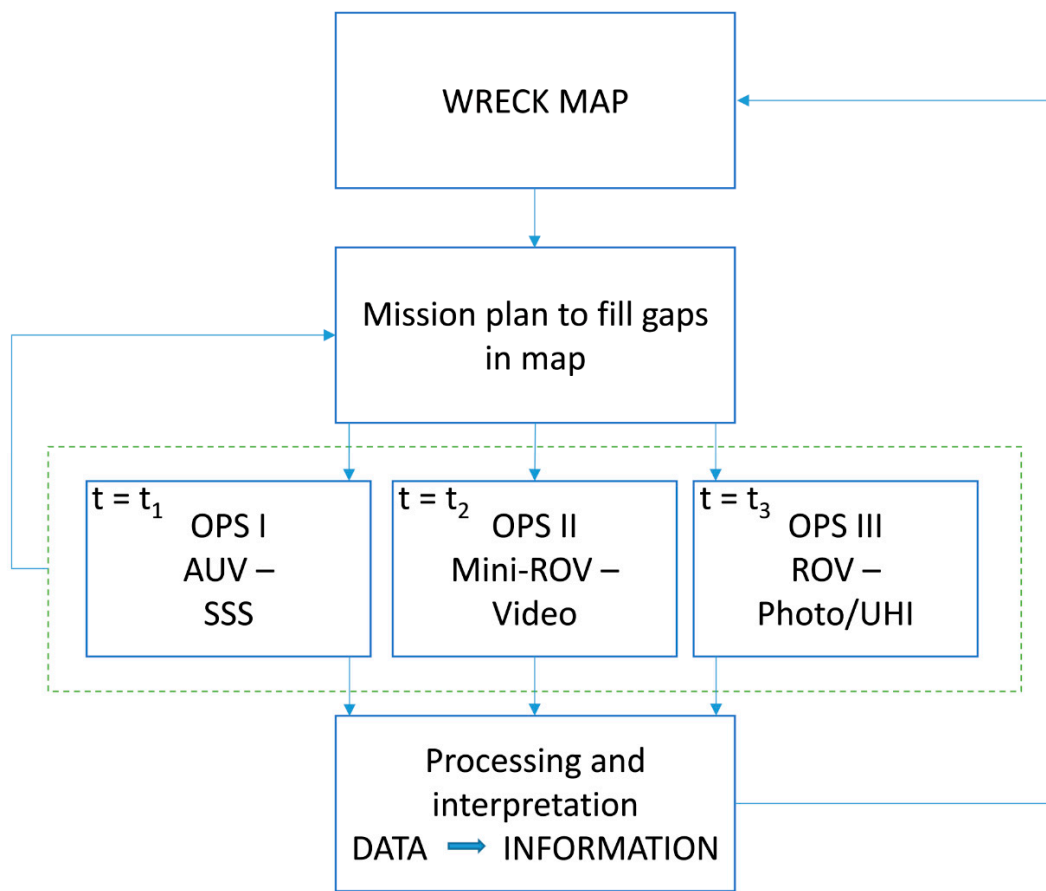 WRECK MAP
Mission plan to fill gaps
in map
t = t₁
OPS I
AUV –
SSS
t = t₂
OPS II
Mini-ROV –
Video
t = t₃
OPS III
ROV –
Photo/UHI
Processing and
interpretation
DATA ➡ INFORMATION